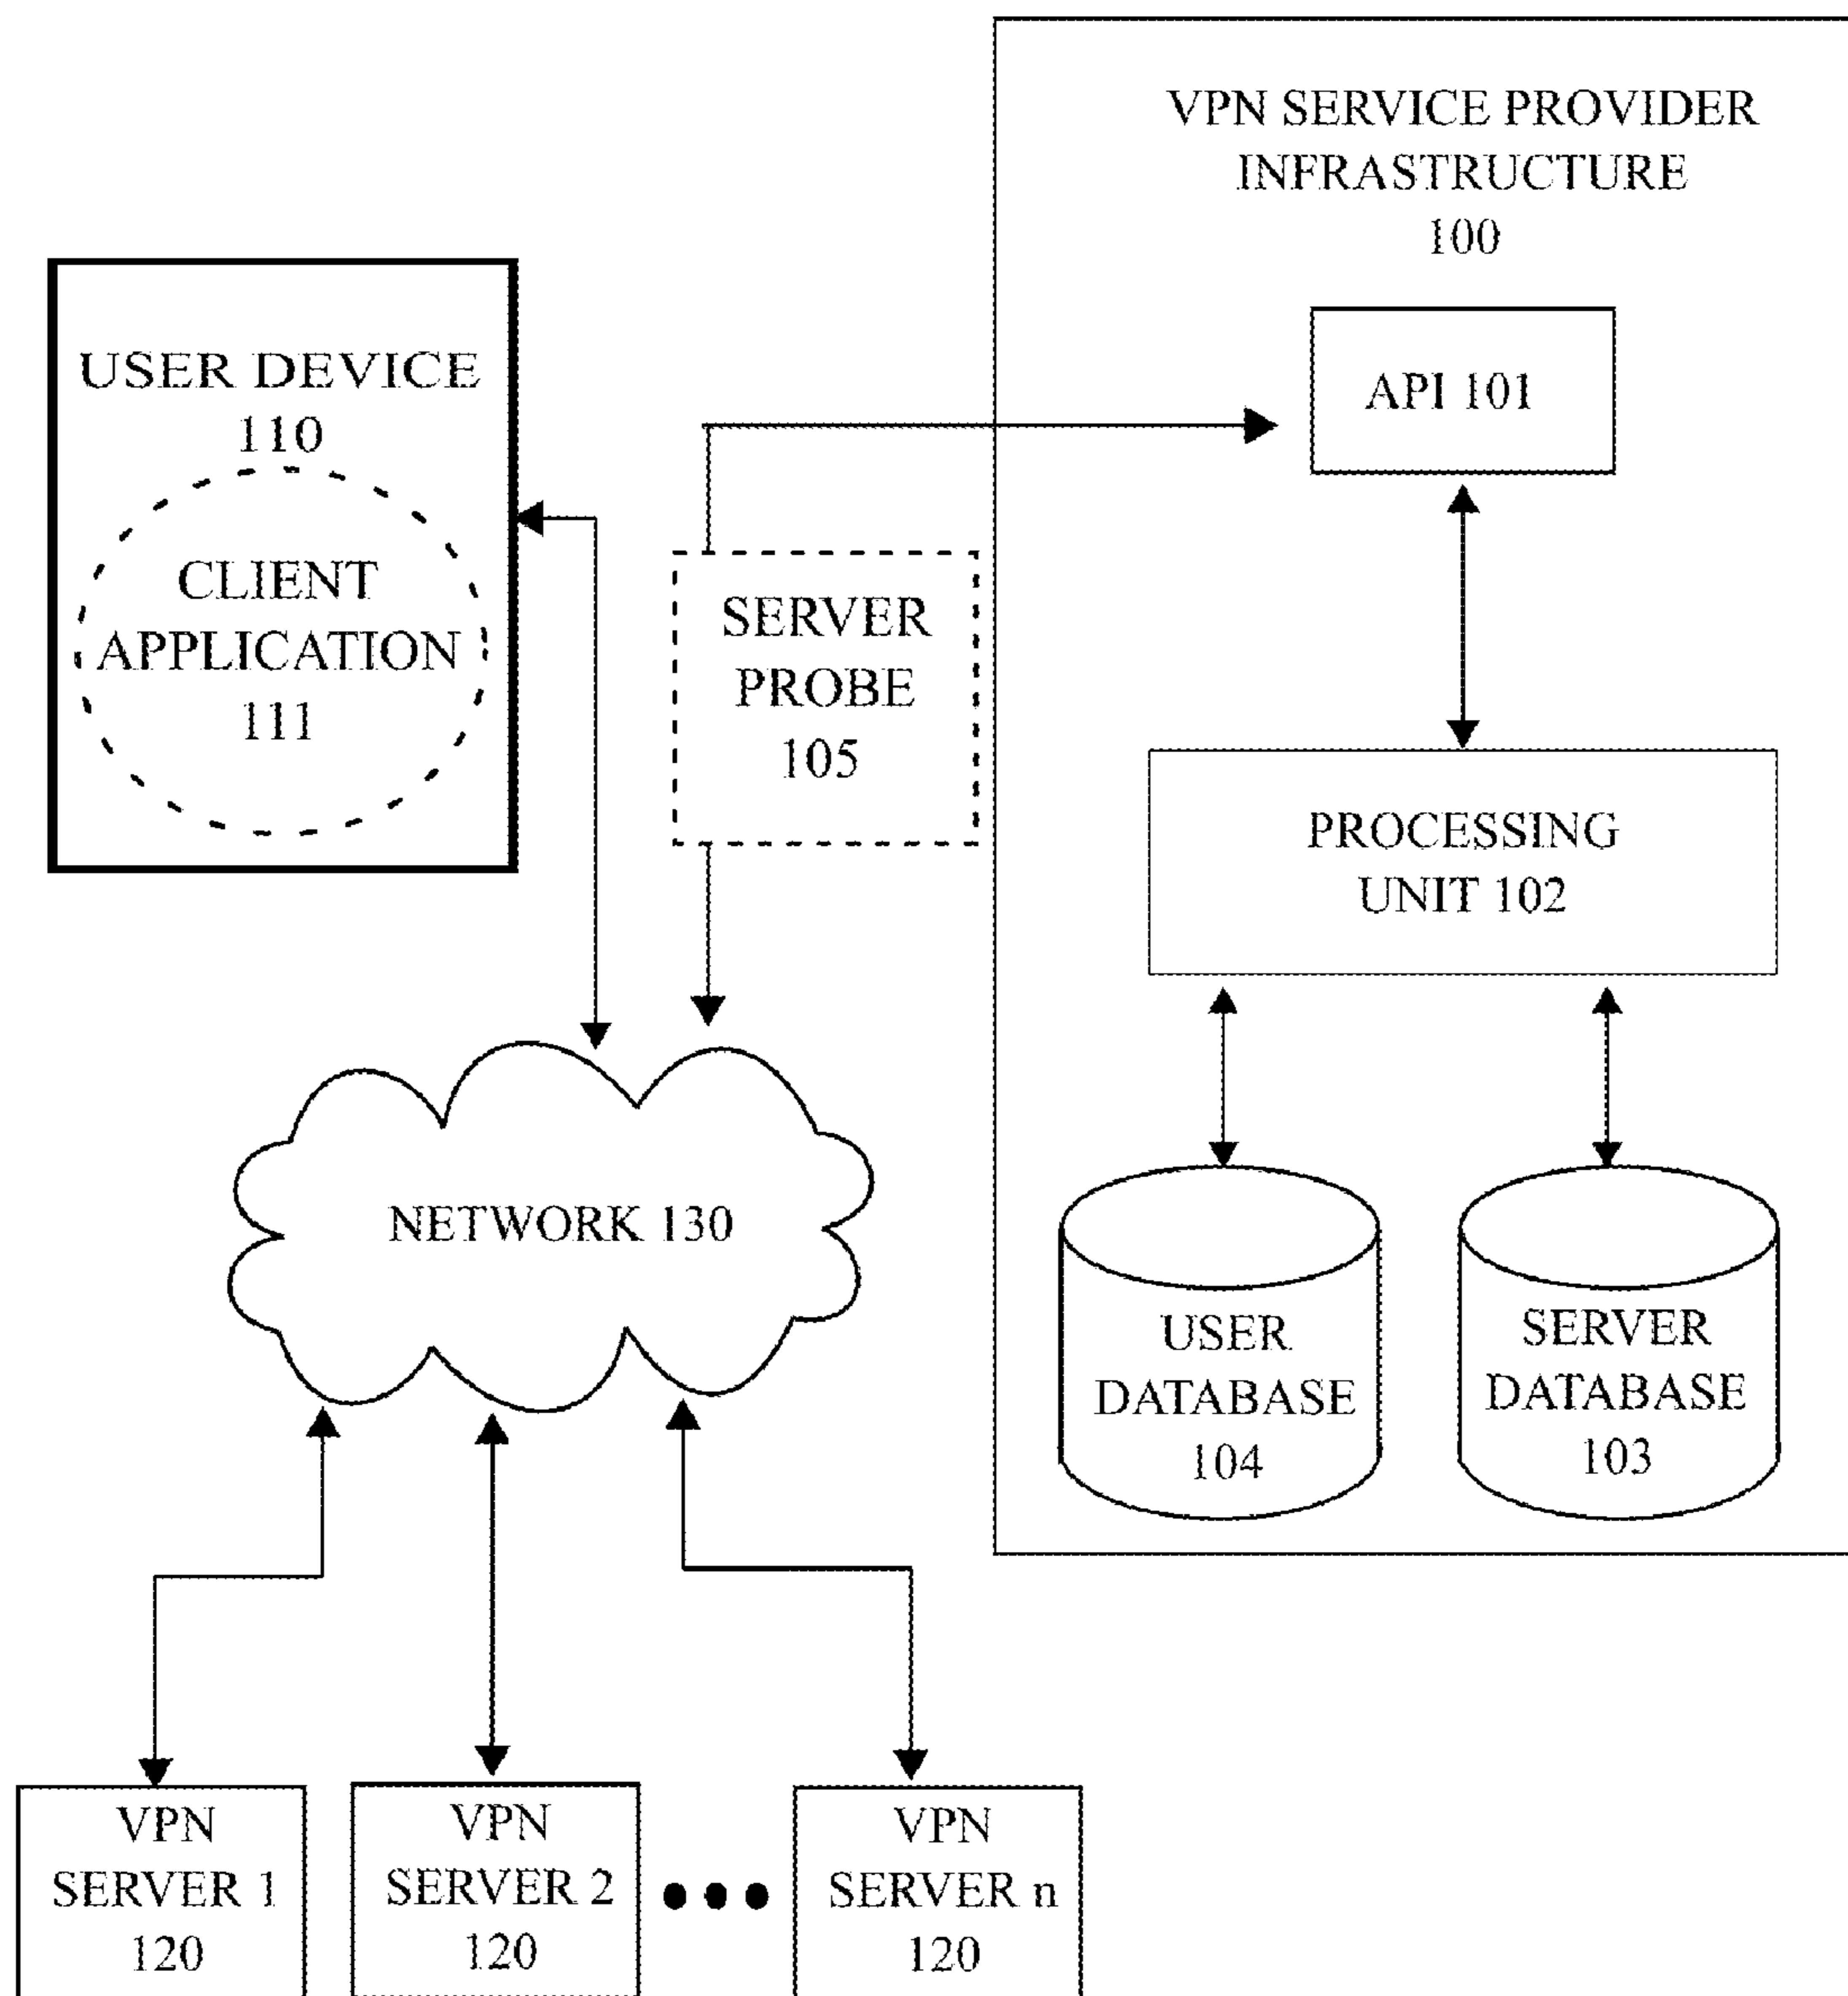 VPN SERVICE PROVIDER
INFRASTRUCTURE
100
API 101
USER DEVICE
110
CLIENT
APPLICATION
111
SERVER
PROBE
105
PROCESSING
UNIT 102
NETWORK 130
USER
DATABASE
104
SERVER
DATABASE
103
VPN
SERVER 1
120
VPN
SERVER 2
120
VPN
SERVER n
120